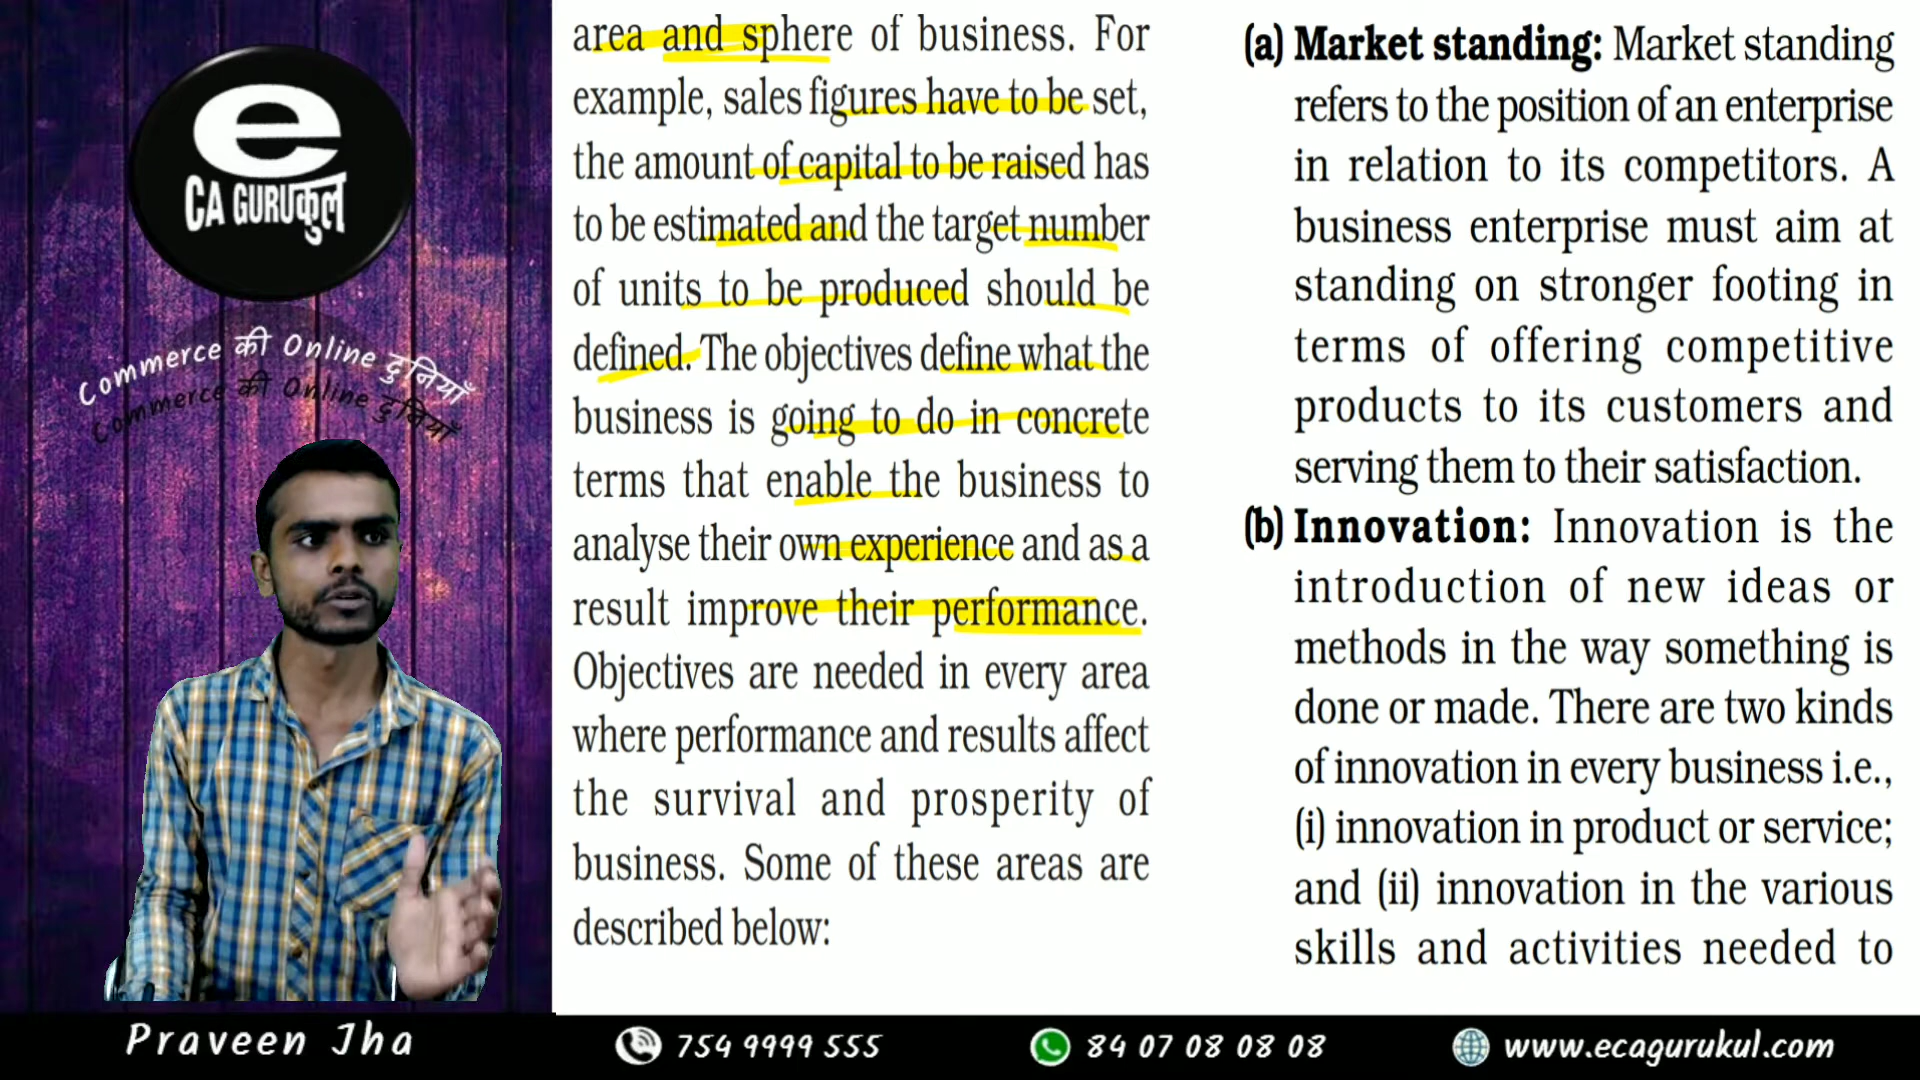 e
CA GURUकुल
Commerce की Online दुनियाँ
Commerce की Online दुनियाँ
area and sphere of business. For
example, sales figures have to be set,
the amount of capital to be raised has
to be estimated and the target number
of units to be produced should be
defined. The objectives define what the
business is going to do in concrete
terms that enable the business to
analyse their own experience and as a
result improve their performance.
Objectives are needed in every area
where performance and results affect
the survival and prosperity of
business. Some of these areas are
described below:
(a) Market standing: Market standing
refers to the position of an enterprise
in relation to its competitors. A
business enterprise must aim at
standing on stronger footing in
terms of offering competitive
products to its customers and
serving them to their satisfaction.
(b) Innovation: Innovation is the
introduction of new ideas or
methods in the way something is
done or made. There are two kinds
of innovation in every business i.e.,
(i) innovation in product or service;
and (ii) innovation in the various
skills and activities needed to
Praveen Jha
754 9999 555
84 07 08 08 08
www.ecagurukul.com